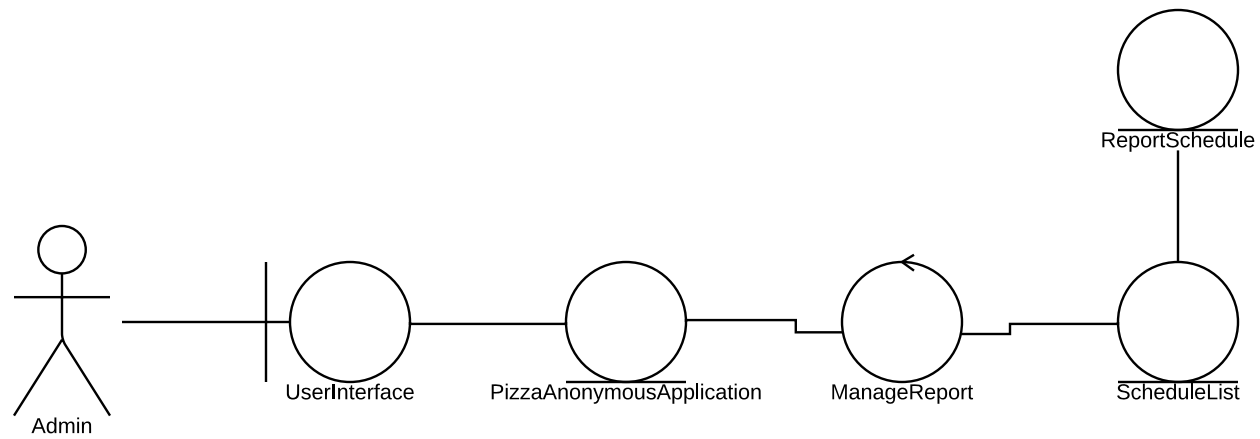 ReportSchedule
UserInterface
PizzaAnonymousApplication
ManageReport
ScheduleList
Admin